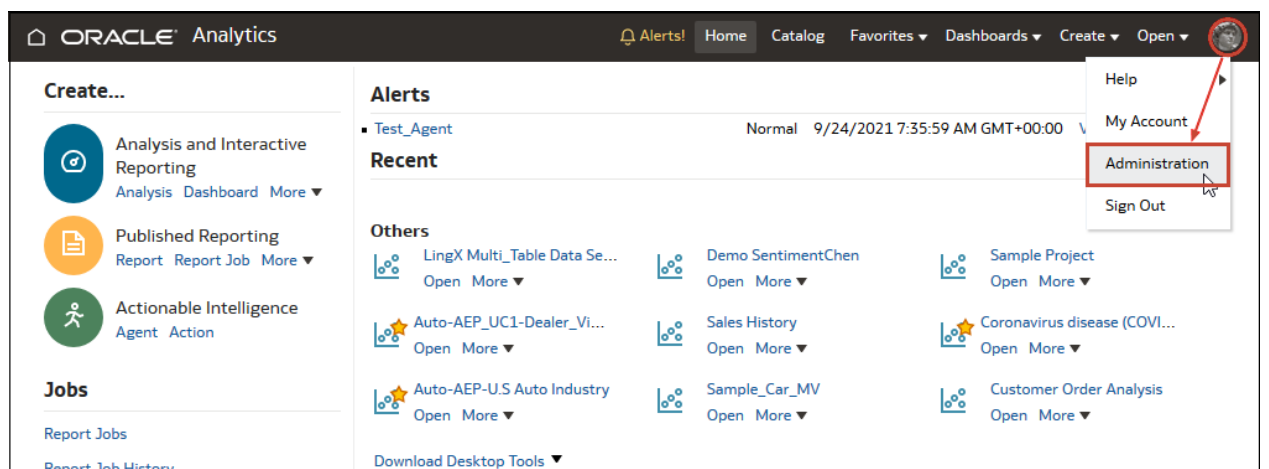 ORACLE Analytics
Alerts! Home Catalog Favorites Dashboards Create Open
Help
My Account
Administration
Sign Out
Create...
Analysis and Interactive
Reporting
Analysis Dashboard More
Published Reporting
Report Report Job More
Actionable Intelligence
Agent Action
Jobs
Report Jobs
Report Job History
Alerts
Test_Agent Normal 9/24/2021 7:35:59 AM GMT+00:00 V
Recent
Others
LingX Multi_Table Data Se...
Open More
Demo SentimentChen
Open More
Sample Project
Open More
Auto-AEP_UC1-Dealer_Vi...
Open More
Sales History
Open More
Coronavirus disease (COVI...
Open More
Auto-AEP-U.S Auto Industry
Open More
Sample_Car_MV
Open More
Customer Order Analysis
Open More
Download Desktop Tools